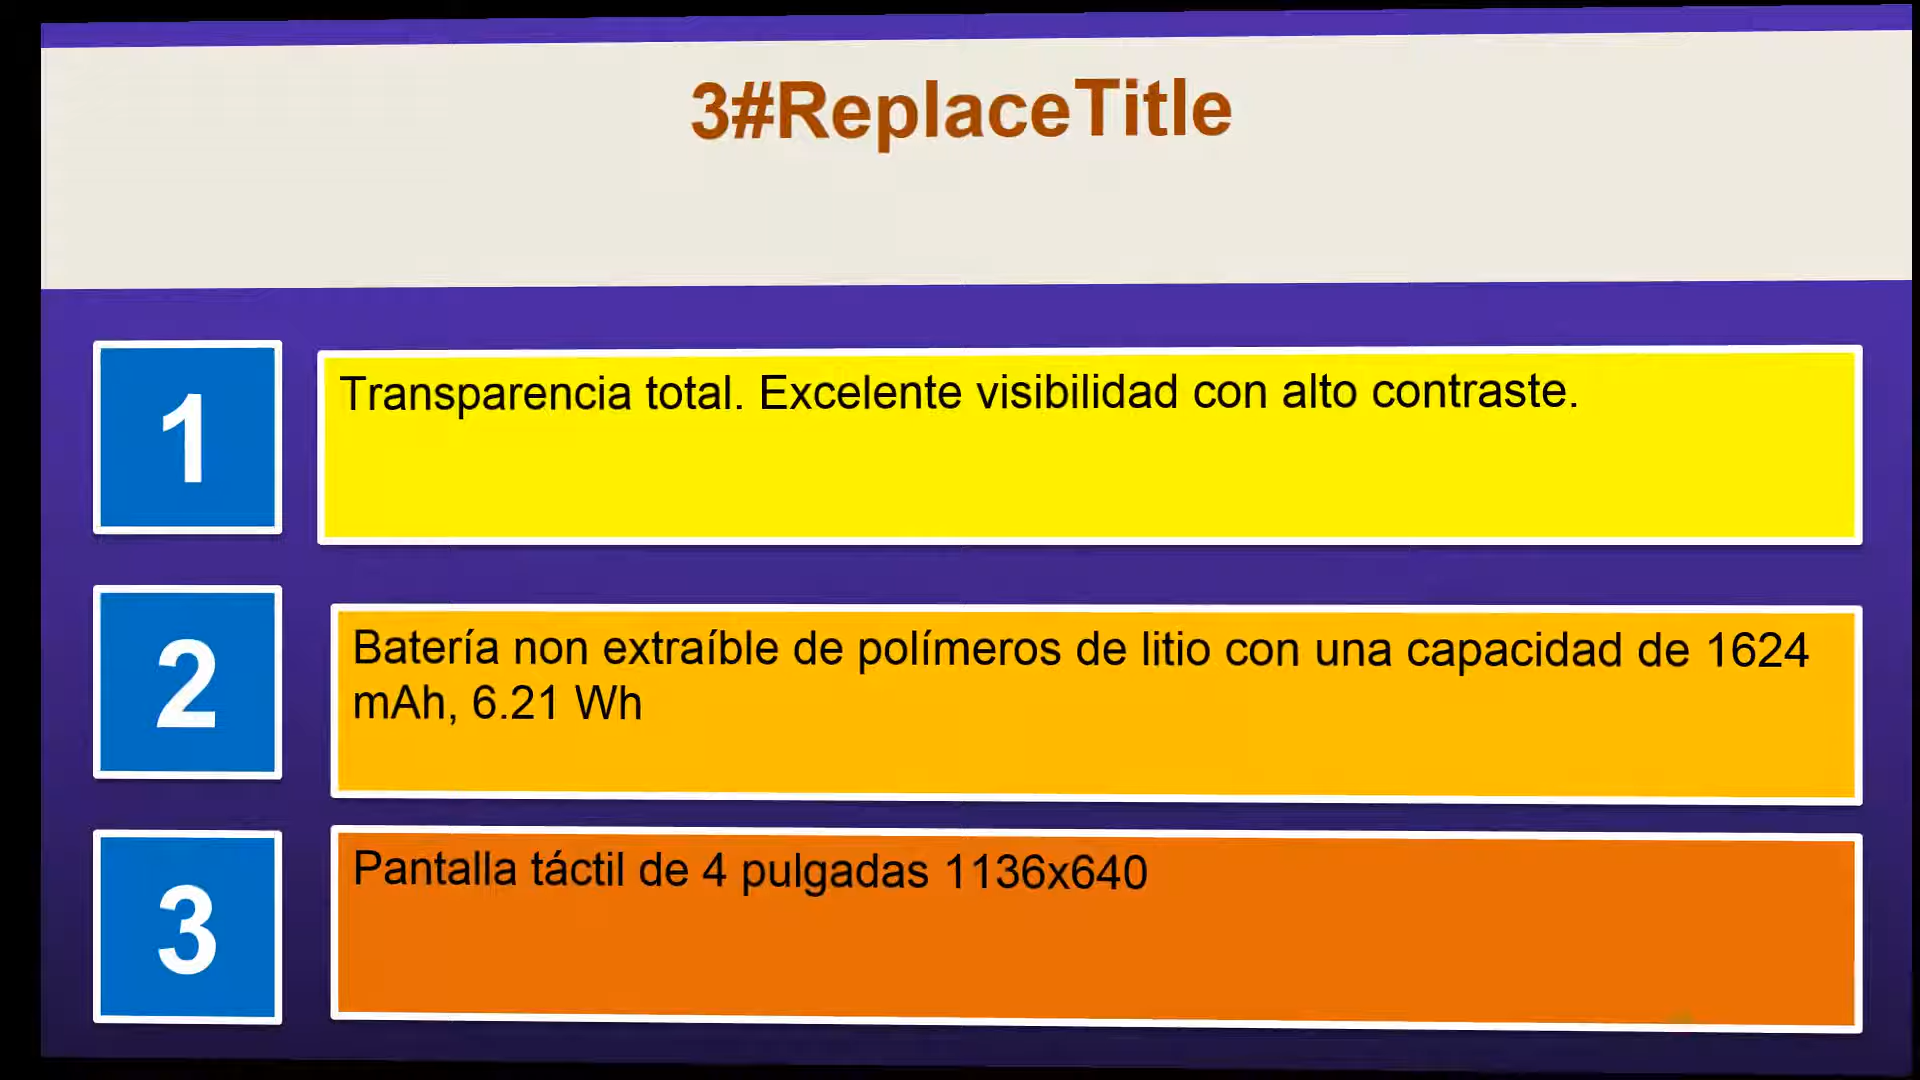 3#ReplaceTitle
1
Transparencia total. Excelente visibilidad con alto contraste.
2
Batería non extraíble de polímeros de litio con una capacidad de 1624
mAh, 6.21 Wh
3
Pantalla táctil de 4 pulgadas 1136x640